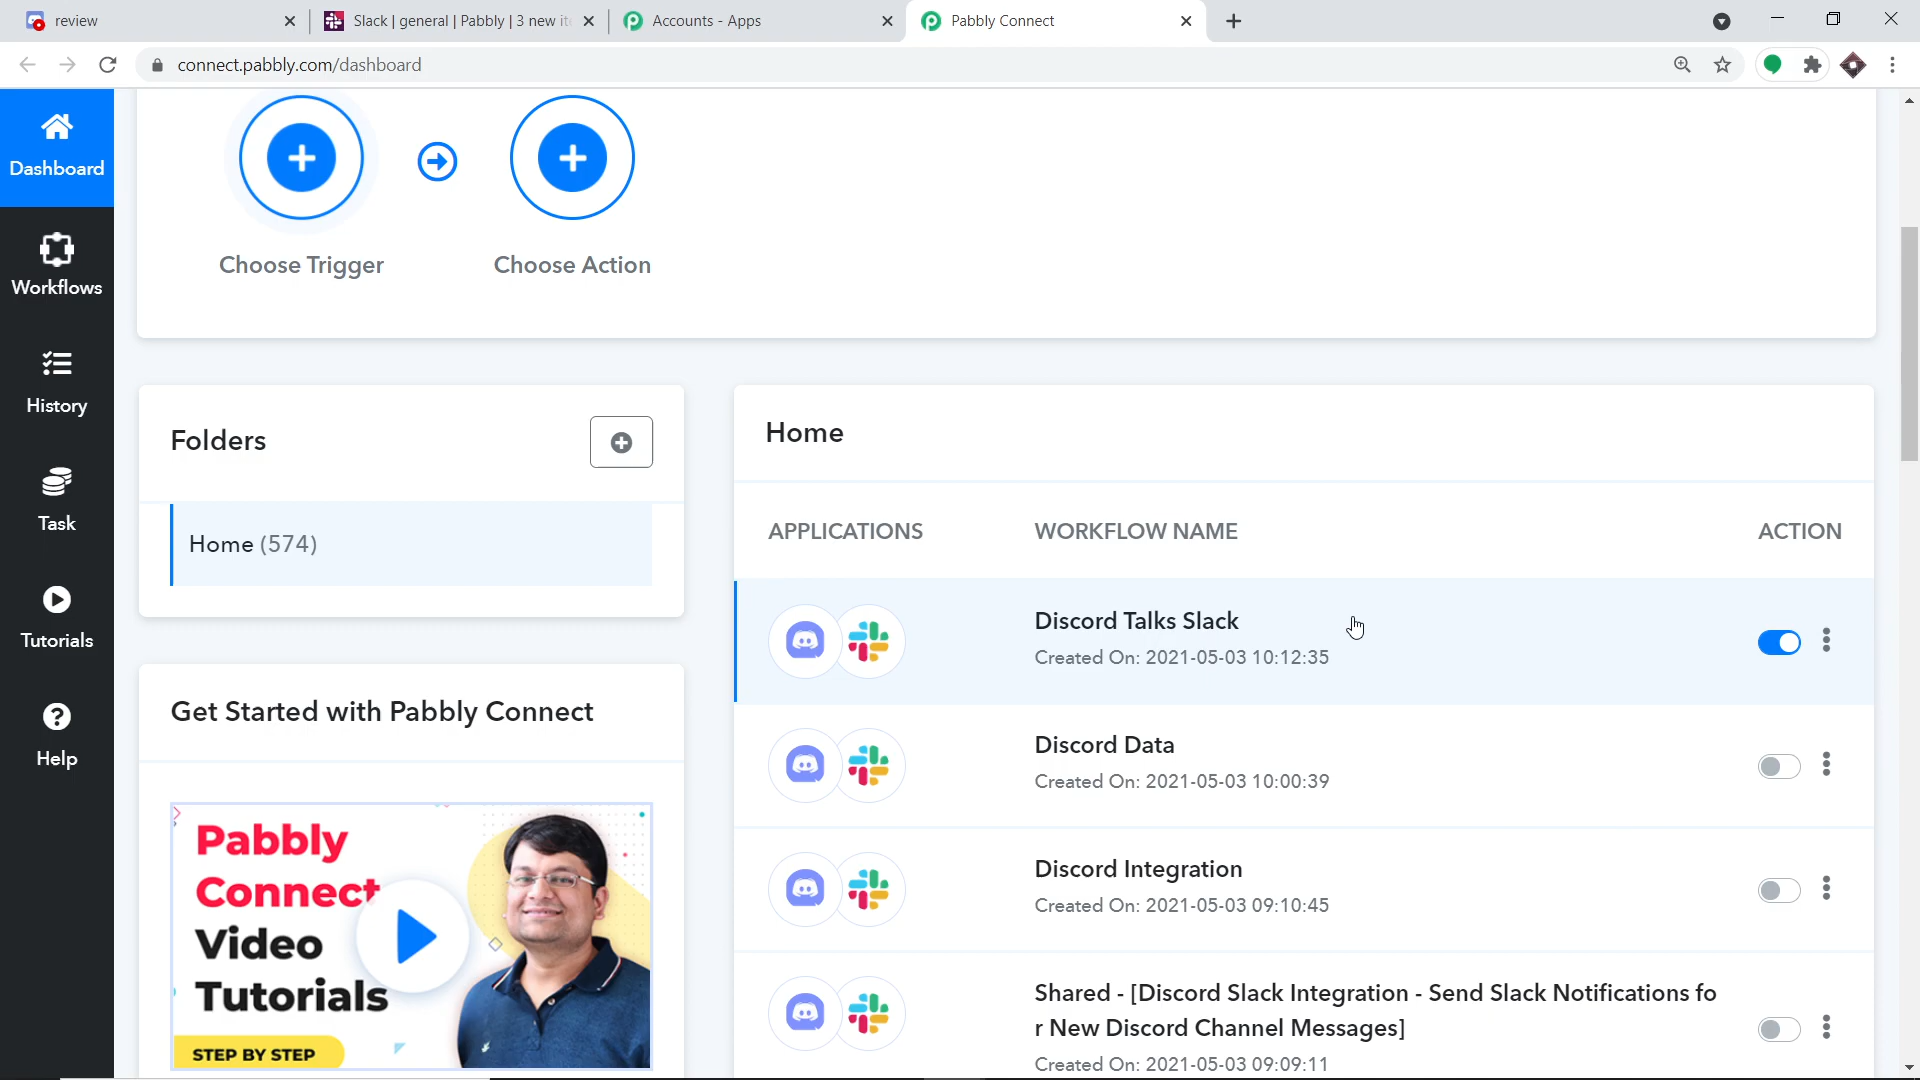 review
Slack | general | Pabbly | 3 new it
Accounts - Apps
Pabbly Connect
connect.pabbly.com/dashboard
Dashboard
Workflows
History
Task
Tutorials
Help
Choose Trigger
Choose Action
Folders
Home (574)
Get Started with Pabbly Connect
Pabbly
Connect
Video
Tutorials
STEP BY STEP
Home
APPLICATIONS WORKFLOW NAME ACTION
Discord Talks Slack
Created On: 2021-05-03 10:12:35
Discord Data
Created On: 2021-05-03 10:00:39
Discord Integration
Created On: 2021-05-03 09:10:45
Shared - [Discord Slack Integration - Send Slack Notifications fo
r New Discord Channel Messages]
Created On: 2021-05-03 09:09:11